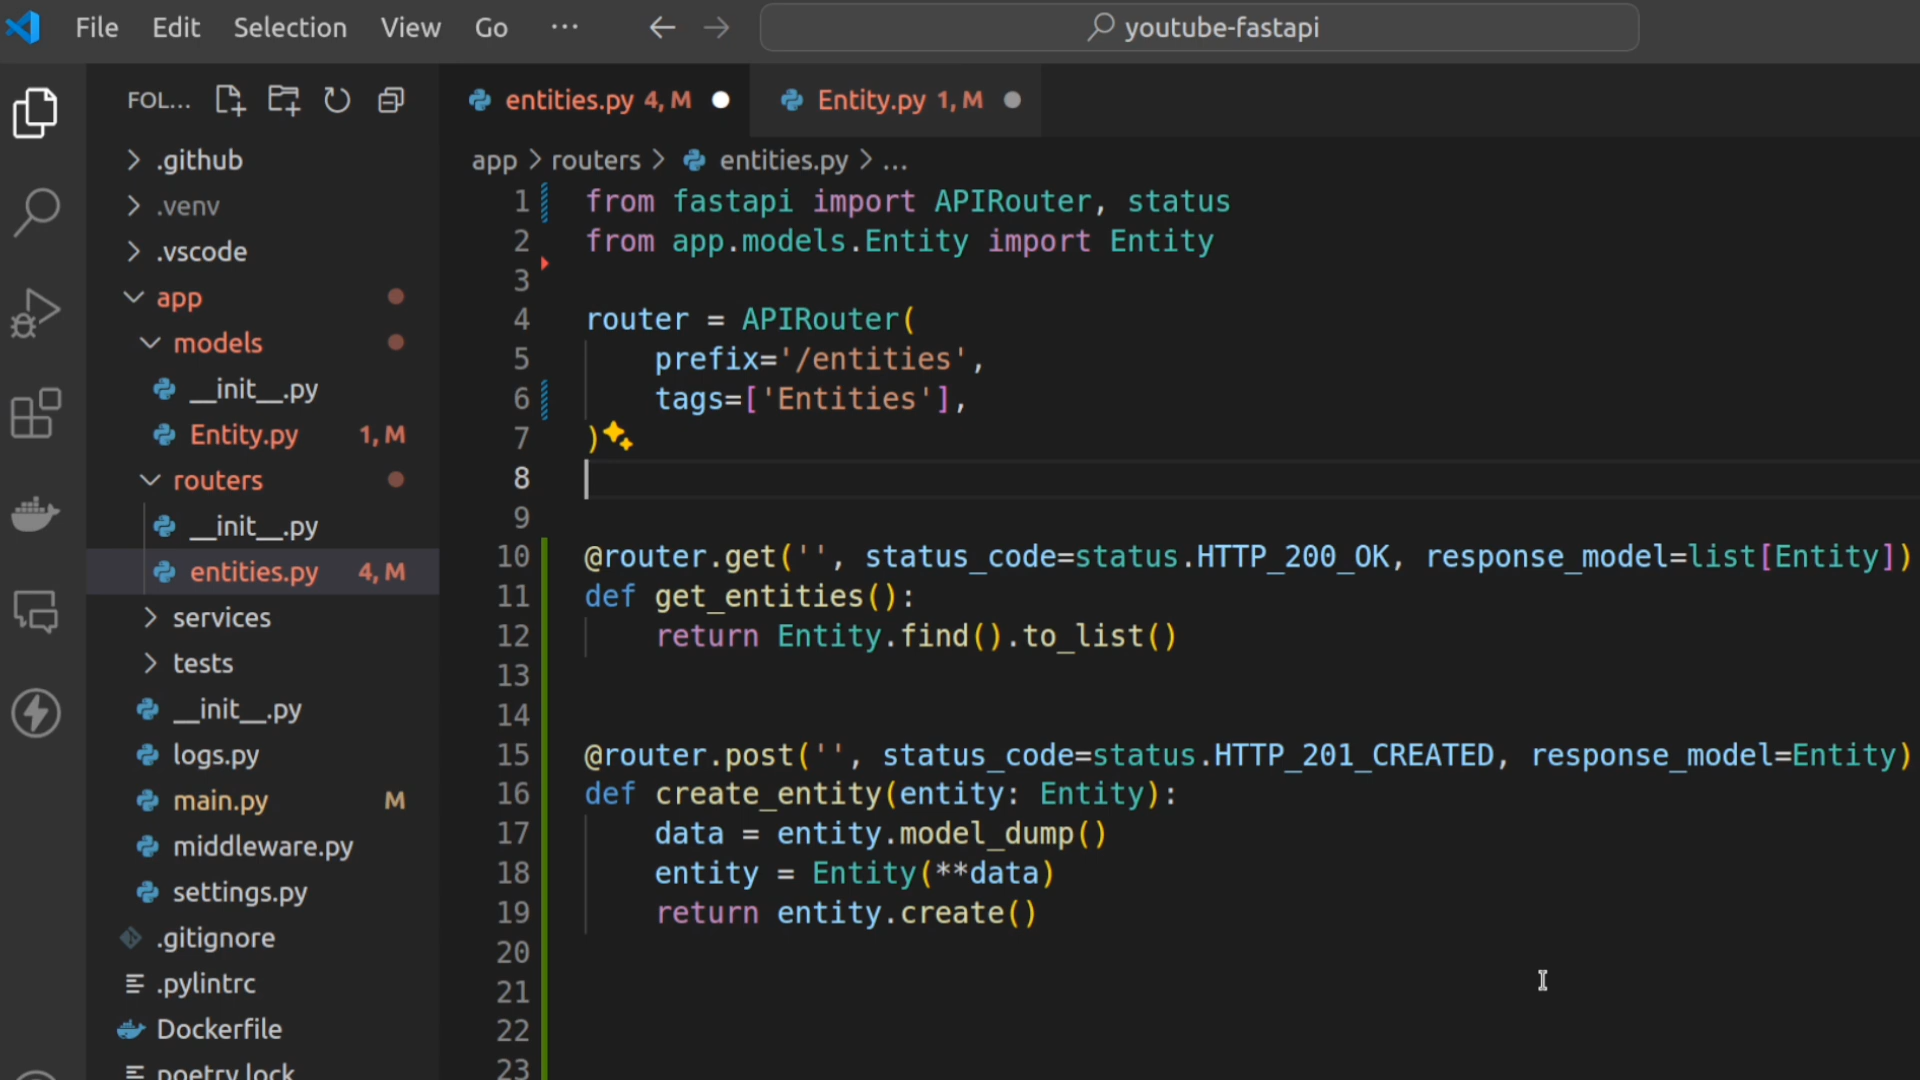 File Edit Selection View Go ··· youtube-fastapi
FOL...
.github
.venv
.vscode
app
models
__init__.py
Entity.py 1, M
routers
__init__.py
entities.py 4, M
services
tests
__init__.py
logs.py
main.py M
middleware.py
settings.py
.gitignore
.pylintrc
Dockerfile
poetry.lock
entities.py 4, M Entity.py 1, M
app > routers > entities.py > ...
1 from fastapi import APIRouter, status
2 from app.models.Entity import Entity
3
4 router = APIRouter(
5 prefix='/entities',
6 tags=['Entities'],
7 )
8
9
10 @router.get('', status_code=status.HTTP_200_OK, response_model=list[Entity])
11 def get_entities():
12 return Entity.find().to_list()
13
14
15 @router.post('', status_code=status.HTTP_201_CREATED, response_model=Entity)
16 def create_entity(entity: Entity):
17 data = entity.model_dump()
18 entity = Entity(**data)
19 return entity.create()
20
21
22
23